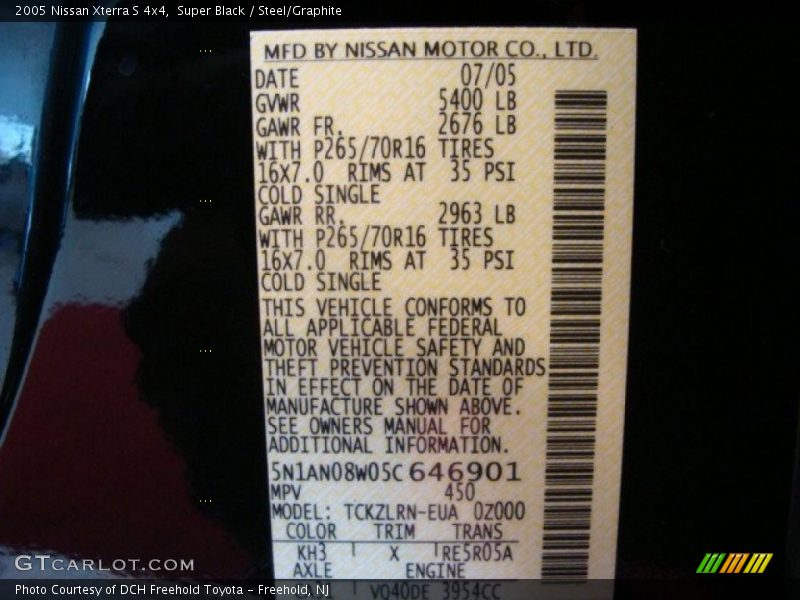 2005 Nissan Xterra S 4x4,  Super Black / Steel/Graphite
MFD BY NISSAN MOTOR CO., LTD.
DATE 07/05
GVWR 5400 LB
GAWR FR. 2676 LB
WITH P265/70R16 TIRES
16X7.0 RIMS AT 35 PSI
COLD SINGLE
GAWR RR. 2963 LB
WITH P265/70R16 TIRES
16X7.0 RIMS AT 35 PSI
COLD SINGLE
THIS VEHICLE CONFORMS TO
ALL APPLICABLE FEDERAL
MOTOR VEHICLE SAFETY AND
THEFT PREVENTION STANDARDS
IN EFFECT ON THE DATE OF
MANUFACTURE SHOWN ABOVE.
SEE OWNERS MANUAL FOR
ADDITIONAL INFORMATION.
5N1AN08W05C646901
MPV 450
MODEL: TCKZLRN-EUA 0Z000
COLOR TRIM TRANS
KH3 X RE5R05A
AXLE ENGINE
VQ40DE 3954CC
GTCARLOT.COM
Photo Courtesy of DCH Freehold Toyota - Freehold, NJ